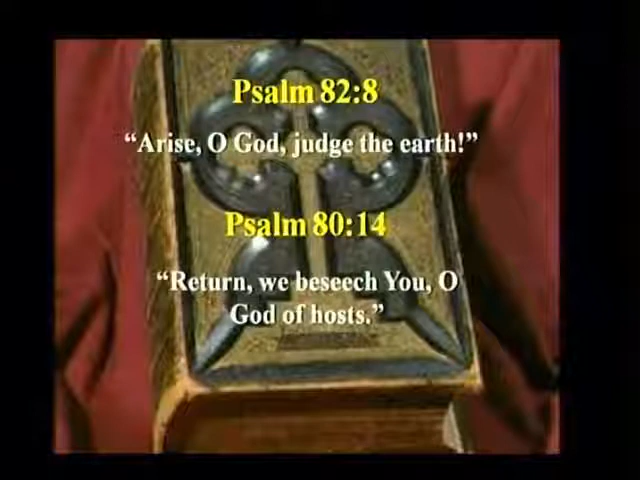 Psalm 82:8
“Arise, O God, judge the earth!”
Psalm 80:14
“Return, we beseech You, O
God of hosts.”